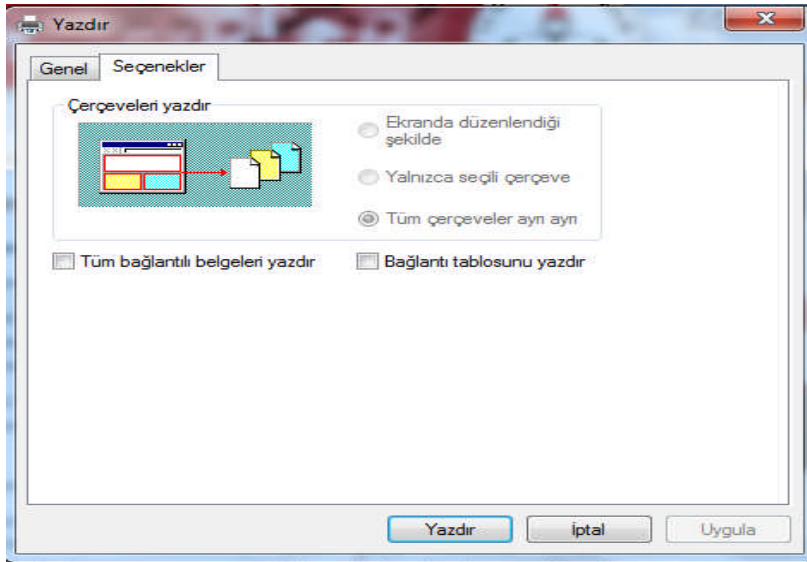 Yazdır
Genel
Seçenekler
Çerçeveleri yazdır
Ekranda düzenlendiği
şekilde
Yalnızca seçili çerçeve
Tüm çerçeveler ayrı ayrı
Tüm bağlantılı belgeleri yazdır
Bağlantı tablosunu yazdır
Yazdır
İptal
Uygula